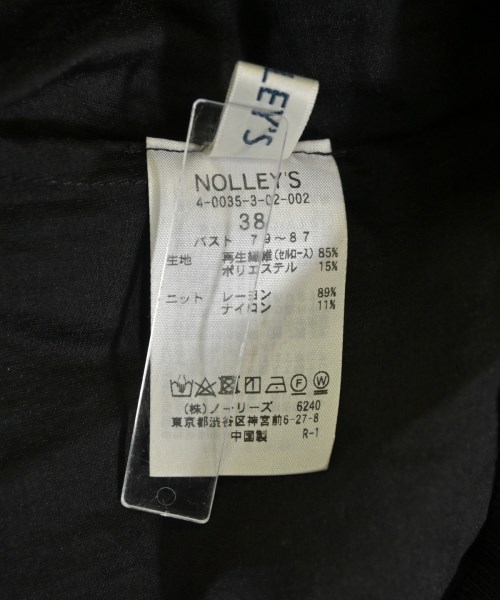 LEY'S
NOLLEY'S
4-0035-3-02-002
38
バスト 79～87
生地 再生繊維(セルロース) 85%
ポリエステル 15%
ニット レーヨン 89%
ナイロン 11%
(株)ノーリーズ 6240
東京都渋谷区神宮前6-27-8
中国製 R-1